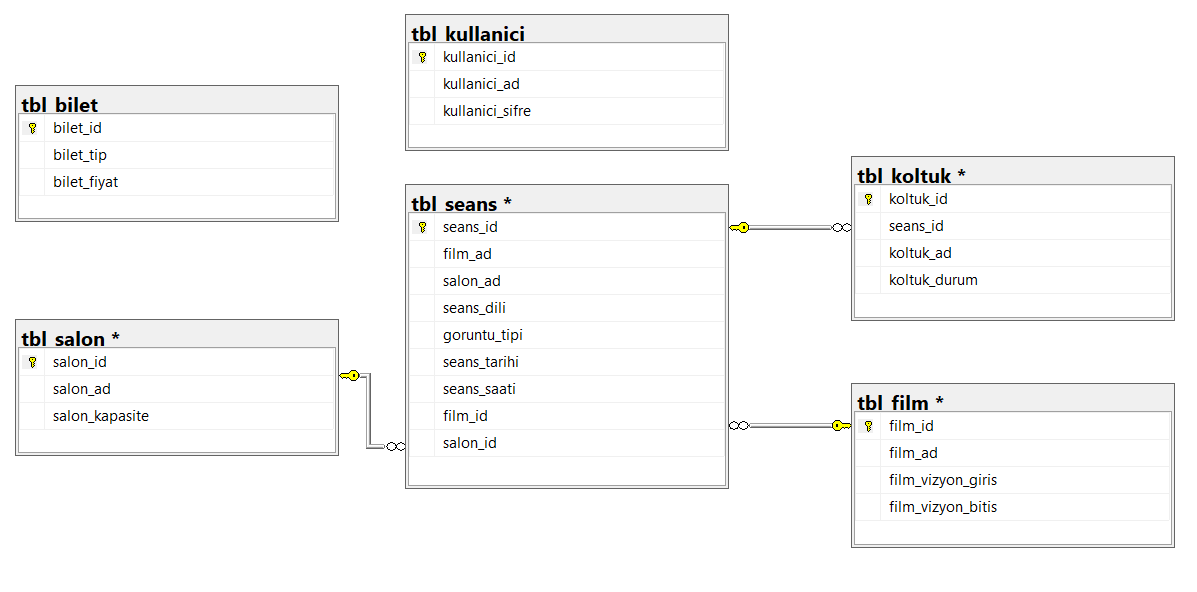 tbl_kullanici
kullanici_id
kullanici_ad
kullanici_sifre
tbl_bilet
bilet_id
bilet_tip
bilet_fiyat
tbl_seans *
seans_id
film_ad
salon_ad
seans_dili
goruntu_tipi
seans_tarihi
seans_saati
film_id
salon_id
tbl_koltuk *
koltuk_id
seans_id
koltuk_ad
koltuk_durum
tbl_salon *
salon_id
salon_ad
salon_kapasite
tbl_film *
film_id
film_ad
film_vizyon_giris
film_vizyon_bitis